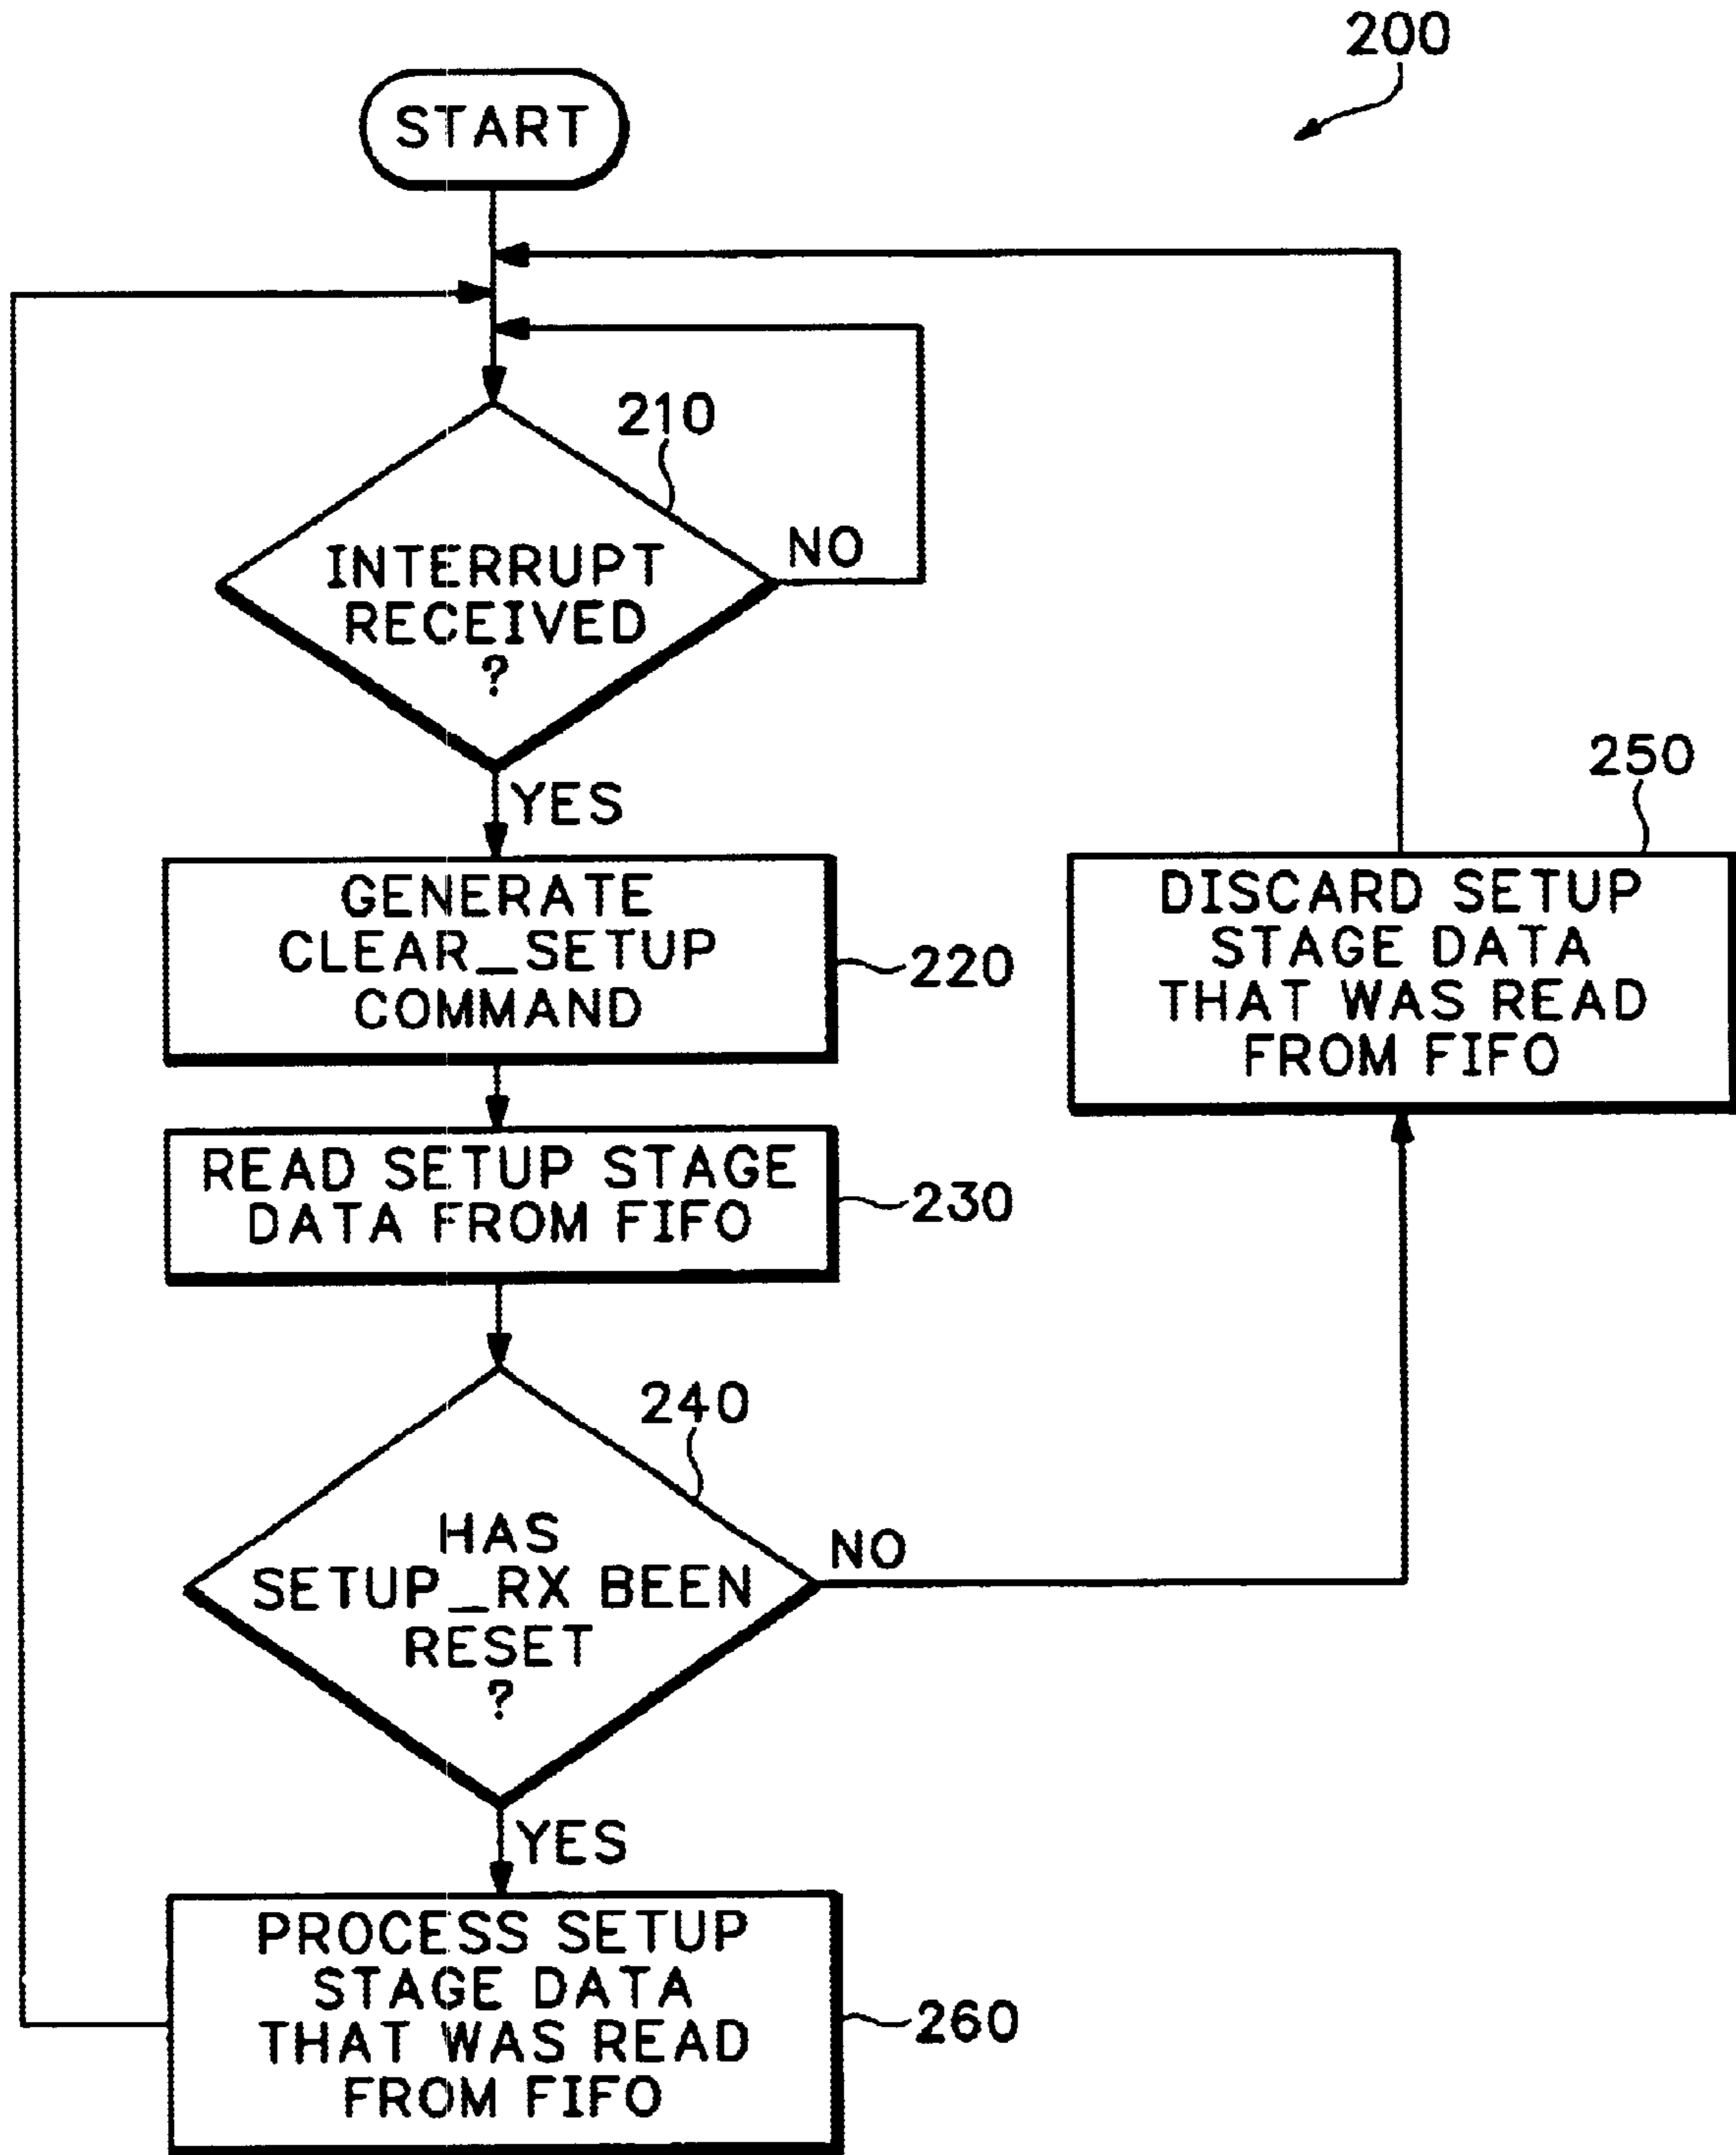 200
START
210
INTERRUPT
RECEIVED
?
NO
YES
GENERATE
CLEAR_SETUP
COMMAND
220
250
DISCARD SETUP
STAGE DATA
THAT WAS READ
FROM FIFO
READ SETUP STAGE
DATA FROM FIFO
230
240
HAS
SETUP_RX BEEN
RESET
?
NO
YES
PROCESS SETUP
STAGE DATA
THAT WAS READ
FROM FIFO
260